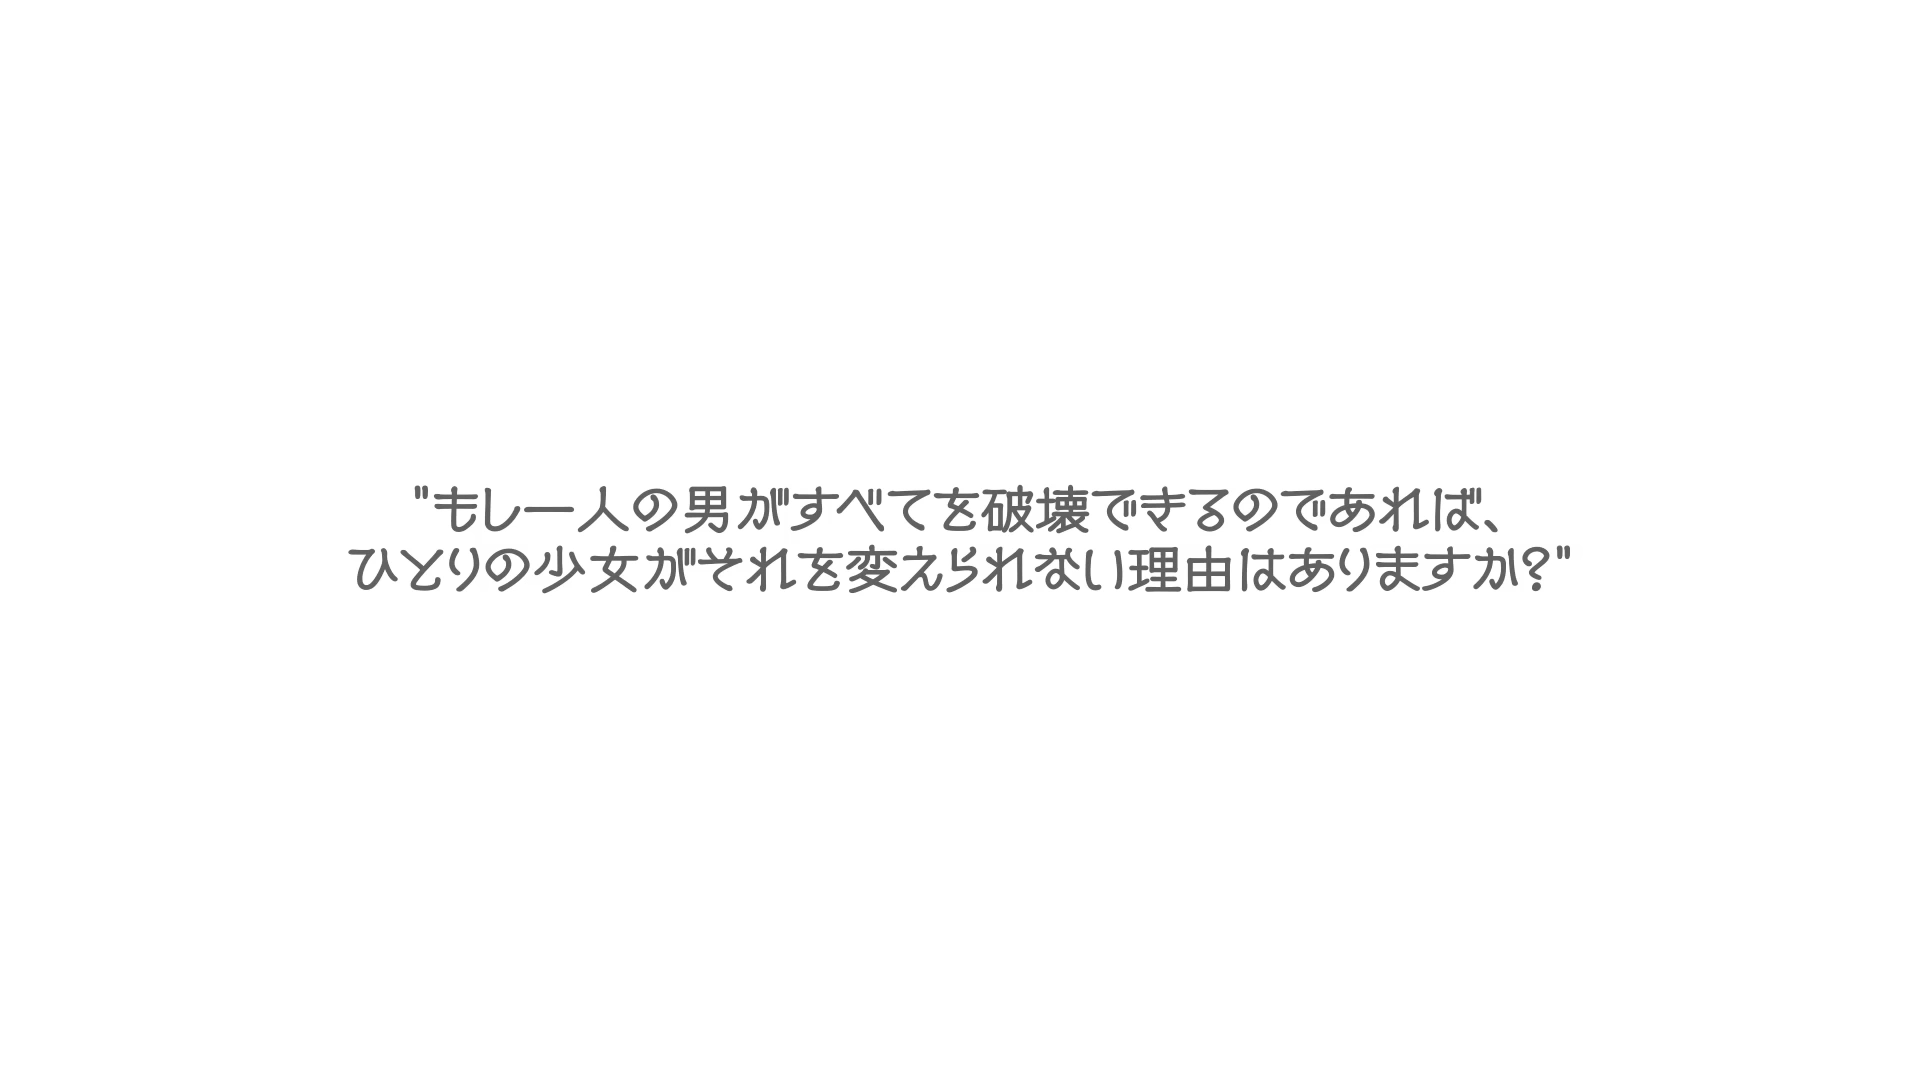 "もし一人の男がすべてを破壊できるのであれば、
ひとりの少女がそれを変えられない理由はありますか?"